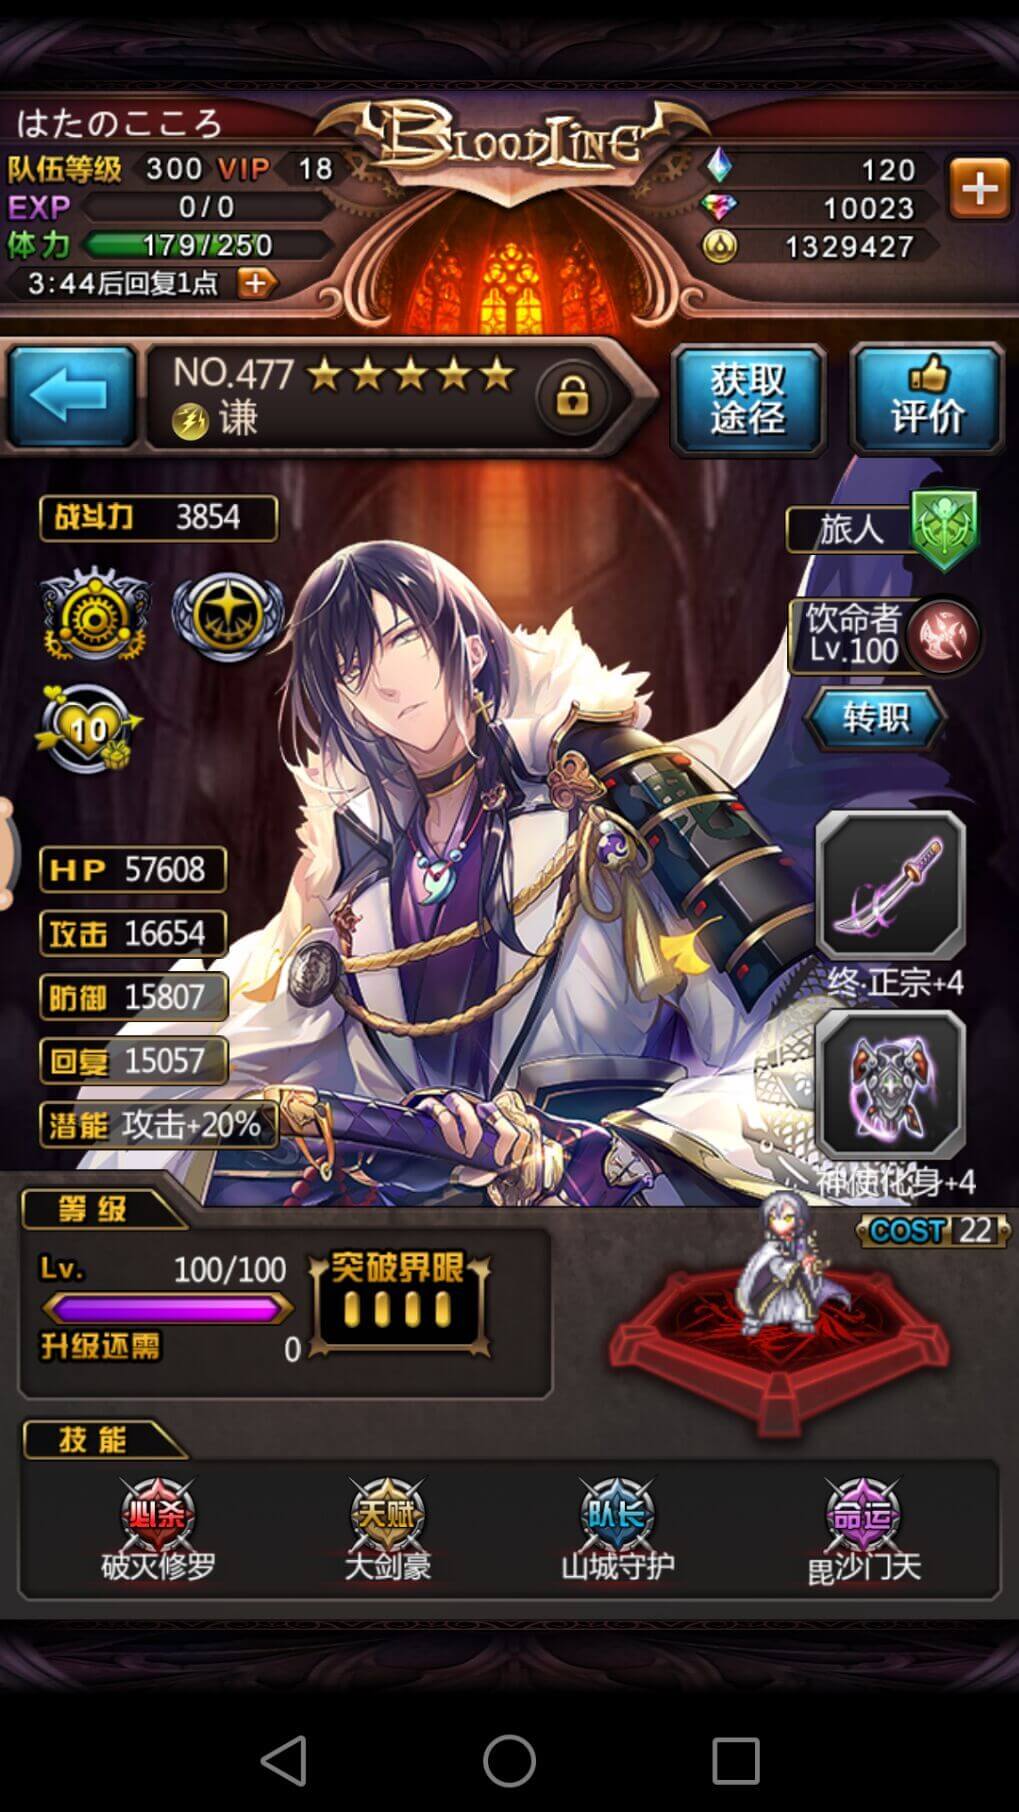 はたのこころ
BLOODLINE
队伍等级 300 VIP 18
120
EXP 0/0
10023
体力 179/250
1329427
3:44后回复1点
NO.477
谦
获取
途径
评价
战斗力 3854
旅人
饮命者
Lv.100
转职
10
HP 57608
攻击 16654
防御 15807
终·正宗+4
回复 15057
潜能 攻击+20%
神使化身+4
等级
COST 22
Lv. 100/100
突破界限
升级还需 0
技能
必杀
天赋
队长
命运
破灭修罗
大剑豪
山城守护
毘沙门天